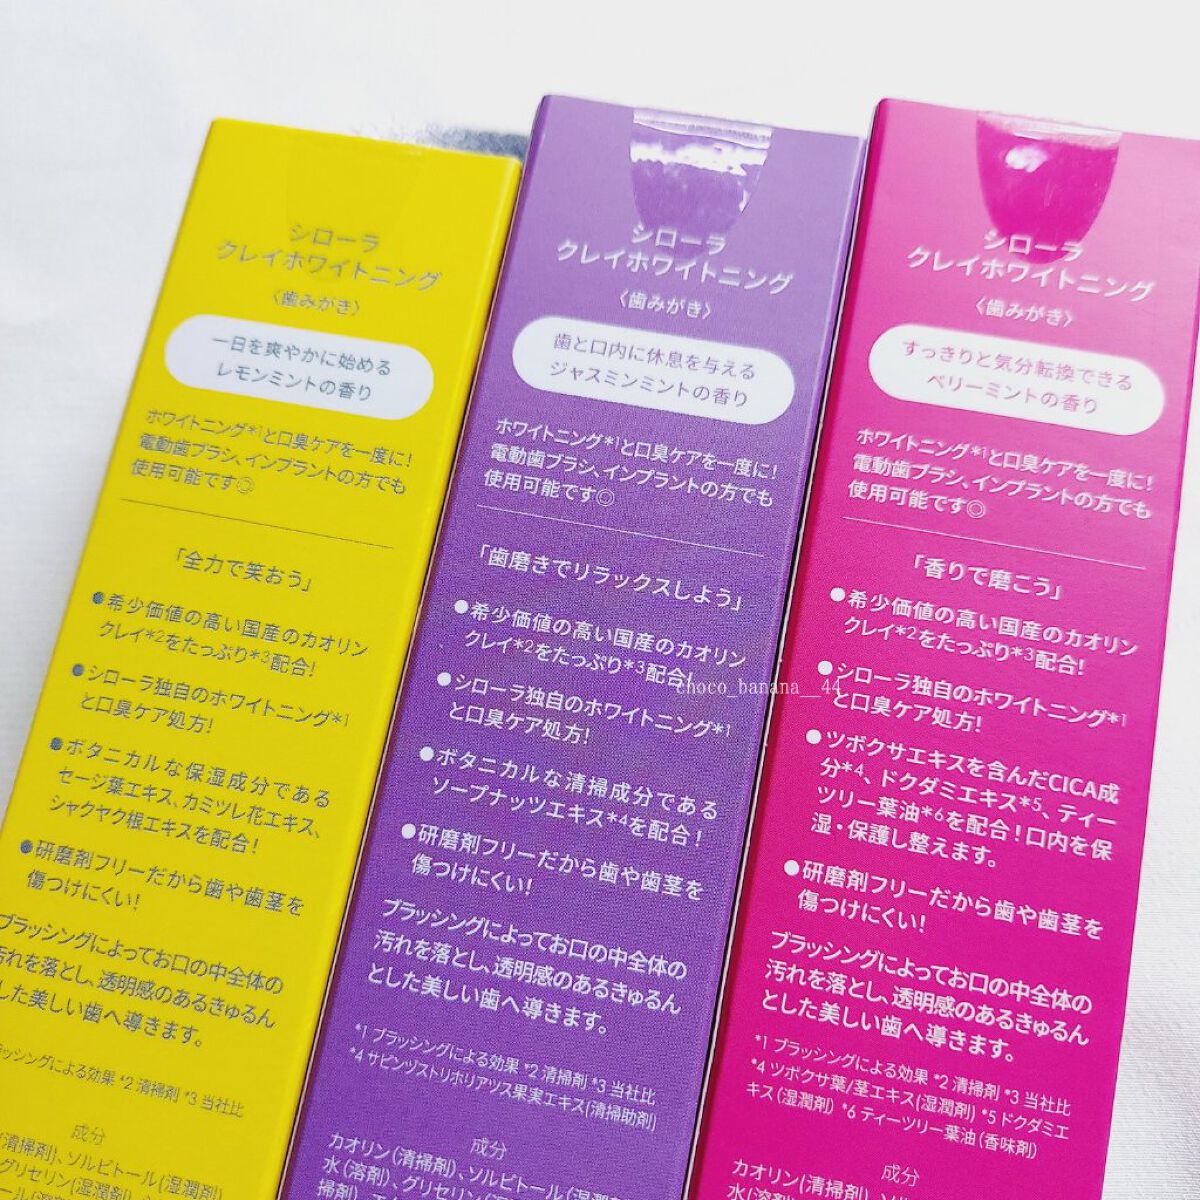 シローラ
クレイホワイトニング
〈歯みがき〉
一日を爽やかに始める
レモンミントの香り
ホワイトニング*1と口臭ケアを一度に!
電動歯ブラシ、インプラントの方でも
使用可能です◎
「全力で笑おう」
●希少価値の高い国産のカオリン
クレイ*2をたっぷり*3配合!
●シローラ独自のホワイトニング*1
と口臭ケア処方!
●ボタニカルな保湿成分である
セージ葉エキス、カミツレ花エキス、
シャクヤク根エキスを配合!
●研磨剤フリーだから歯や歯茎を
傷つけにくい!
ブラッシングによってお口の中全体の
汚れを落とし、透明感のあるきゅるん
とした美しい歯へ導きます。
ラッシングによる効果 *2 清掃剤 *3 当社比
成分
(清掃剤)、ソルビトール(湿潤剤)
グリセリン(湿潤剤)
シローラ
クレイホワイトニング
〈歯みがき〉
歯と口内に休息を与える
ジャスミンミントの香り
ホワイトニング*1と口臭ケアを一度に!
電動歯ブラシ、インプラントの方でも
使用可能です◎
「歯磨きでリラックスしよう」
●希少価値の高い国産のカオリン
クレイ*2をたっぷり*3配合!
●シローラ独自のホワイトニング*1
と口臭ケア処方!
●ボタニカルな清掃成分である
ソープナッツエキス*4を配合!
●研磨剤フリーだから歯や歯茎を
傷つけにくい!
ブラッシングによってお口の中全体の
汚れを落とし、透明感のあるきゅるん
とした美しい歯へ導きます。
*1 ブラッシングによる効果 *2 清掃剤 *3 当社比
*4 サピンヅストリホリアツス果実エキス(清掃助剤)
成分
カオリン(清掃剤)、ソルビトール(湿潤剤)
水(溶剤)、グリセリン(湿
掃剤)、
シローラ
クレイホワイトニング
〈歯みがき〉
すっきりと気分転換できる
ベリーミントの香り
ホワイトニング*1と口臭ケアを一度に!
電動歯ブラシ、インプラントの方でも
使用可能です◎
「香りで磨こう」
●希少価値の高い国産のカオリン
クレイ*2をたっぷり*3配合!
●シローラ独自のホワイトニング*1
と口臭ケア処方!
●ツボクサエキスを含んだCICA成
分*4、ドクダミエキス*5、ティー
ツリー葉油*6を配合!口内を保
湿・保護し整えます。
●研磨剤フリーだから歯や歯茎を
傷つけにくい!
ブラッシングによってお口の中全体の
汚れを落とし、透明感のあるきゅるん
とした美しい歯へ導きます。
*1 ブラッシングによる効果 *2 清掃剤 *3 当社比
*4 ツボクサ葉/茎エキス(湿潤剤) *5 ドクダミエ
キス(湿潤剤) *6 ティーツリー葉油(香味剤)
成分
カオリン(清掃剤)、
水(溶
choco_banana__44